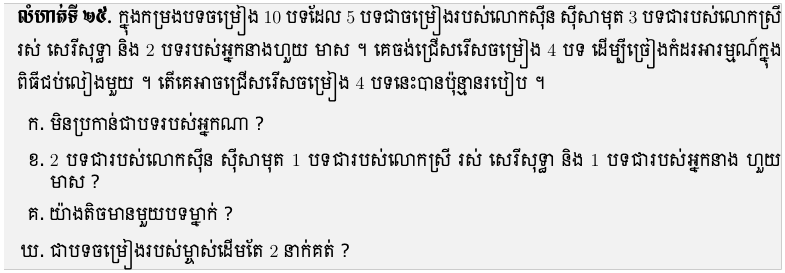 លំហាត់ទី ២៥. ក្នុងកម្រងបទចម្រៀង 10 បទដែល 5 បទជាចម្រៀងរបស់លោកស៊ីន ស៊ីសាមុត 3 បទជារបស់លោកស្រី
រស់ សេរីសុទ្ធា និង 2 បទរបស់អ្នកនាងហួយ មាស ។ គេចង់ជ្រើសរើសចម្រៀង 4 បទ ដើម្បីច្រៀងកំដរអារម្មណ៍ក្នុង
ពិធីជប់លៀងមួយ ។ តើគេអាចជ្រើសរើសចម្រៀង 4 បទនេះបានប៉ុន្មានរបៀប ។
ក. មិនប្រកាន់ជាបទរបស់អ្នកណា ?
ខ. 2 បទជារបស់លោកស៊ីន ស៊ីសាមុត 1 បទជារបស់លោកស្រី រស់ សេរីសុទ្ធា និង 1 បទជារបស់អ្នកនាង ហួយ
មាស ?
គ. យ៉ាងតិចមានមួយបទម្នាក់ ?
ឃ. ជាបទចម្រៀងរបស់ម្ចាស់ដើមតែ 2 នាក់គត់ ?